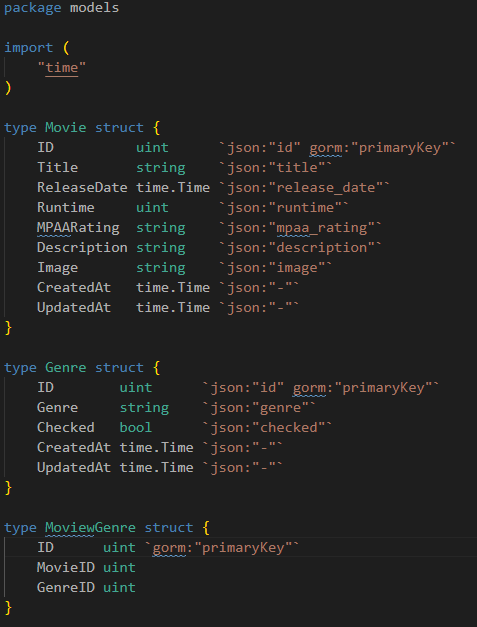 package models
import (
    "time"
)
type Movie struct {
    ID          uint      `json:"id" gorm:"primaryKey"`
    Title       string    `json:"title"`
    ReleaseDate time.Time `json:"release_date"`
    Runtime     uint      `json:"runtime"`
    MPAARating  string    `json:"mpaa_rating"`
    Description string    `json:"description"`
    Image       string    `json:"image"`
    CreatedAt   time.Time `json:"-"`
    UpdatedAt   time.Time `json:"-"`
}
type Genre struct {
    ID        uint      `json:"id" gorm:"primaryKey"`
    Genre     string    `json:"genre"`
    Checked   bool      `json:"checked"`
    CreatedAt time.Time `json:"-"`
    UpdatedAt time.Time `json:"-"`
}
type MoviewGenre struct {
    ID      uint `gorm:"primaryKey"`
    MovieID uint
    GenreID uint
}